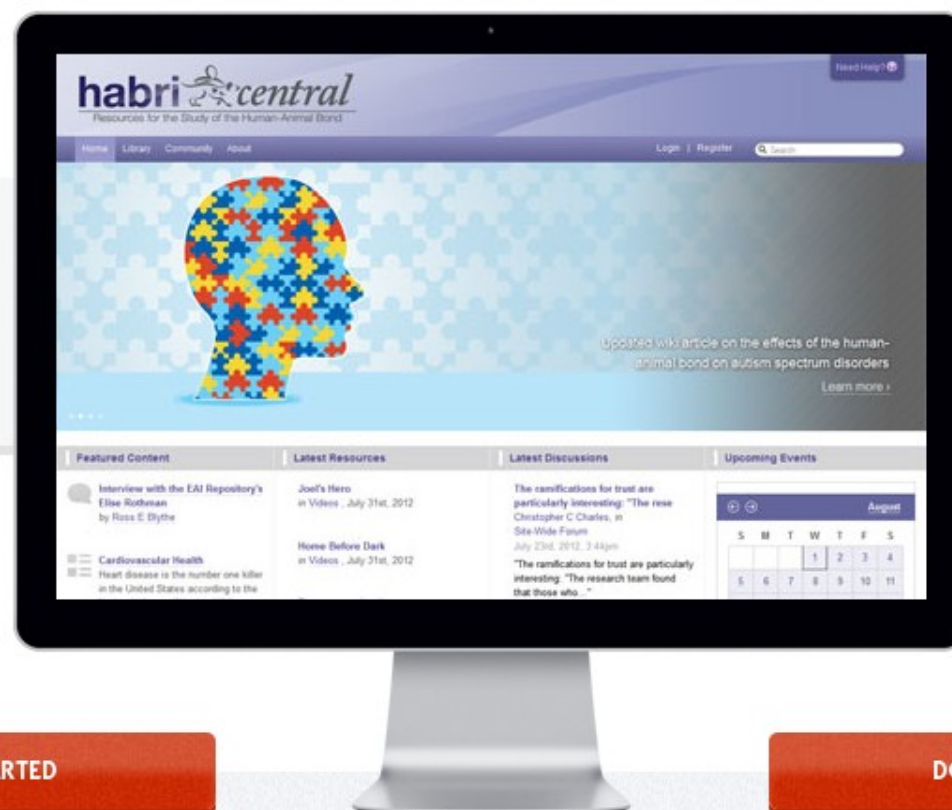 Need Help?
habri central
Resources for the Study of the Human-Animal Bond
Home Library Community About
Login | Register Search
Updated wiki article on the effects of the human-
animal bond on autism spectrum disorders
Learn more ›
Featured Content
Interview with the EAI Repository's
Elise Rothman
by Ross E Blythe
Cardiovascular Health
Heart disease is the number one killer
in the United States according to the
Latest Resources
Joel's Hero
in Videos , July 31st, 2012
Home Before Dark
in Videos , July 31st, 2012
Latest Discussions
The ramifications for trust are
particularly interesting: "The rese
Christopher C Charles, in
Site-Wide Forum
July 23rd, 2012, 3:44pm
"The ramifications for trust are particularly
interesting: "The research team found
that those who..."
Upcoming Events
August
S M T W T F S
1 2 3 4
5 6 7 8 9 10 11
RTED
DO